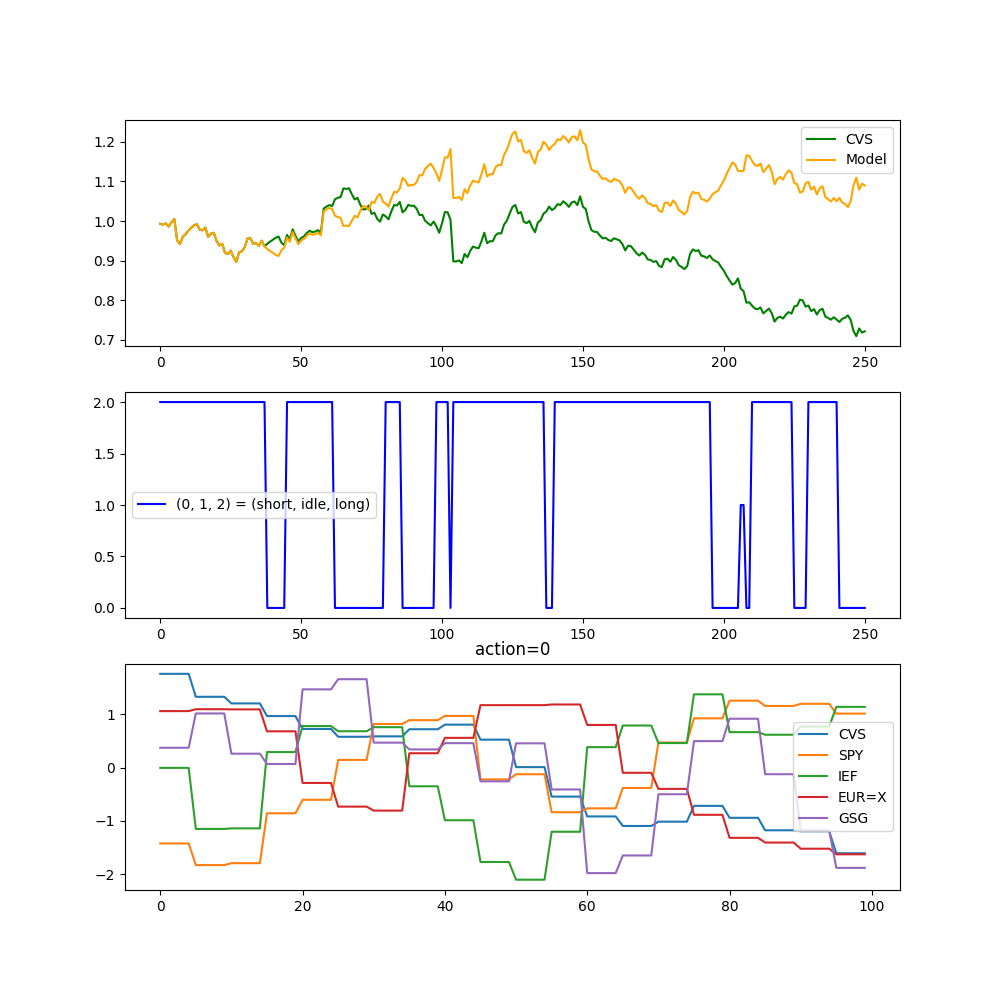 1.2
1.1
1.0
0.9
0.8
0.7
CVS
Model
0 50 100 150 200 250
2.0
1.5
1.0
0.5
0.0
(0, 1, 2) = (short, idle, long)
0 50 100 150 200 250
action=0
1
0
−1
−2
CVS
SPY
IEF
EUR=X
GSG
0 20 40 60 80 100